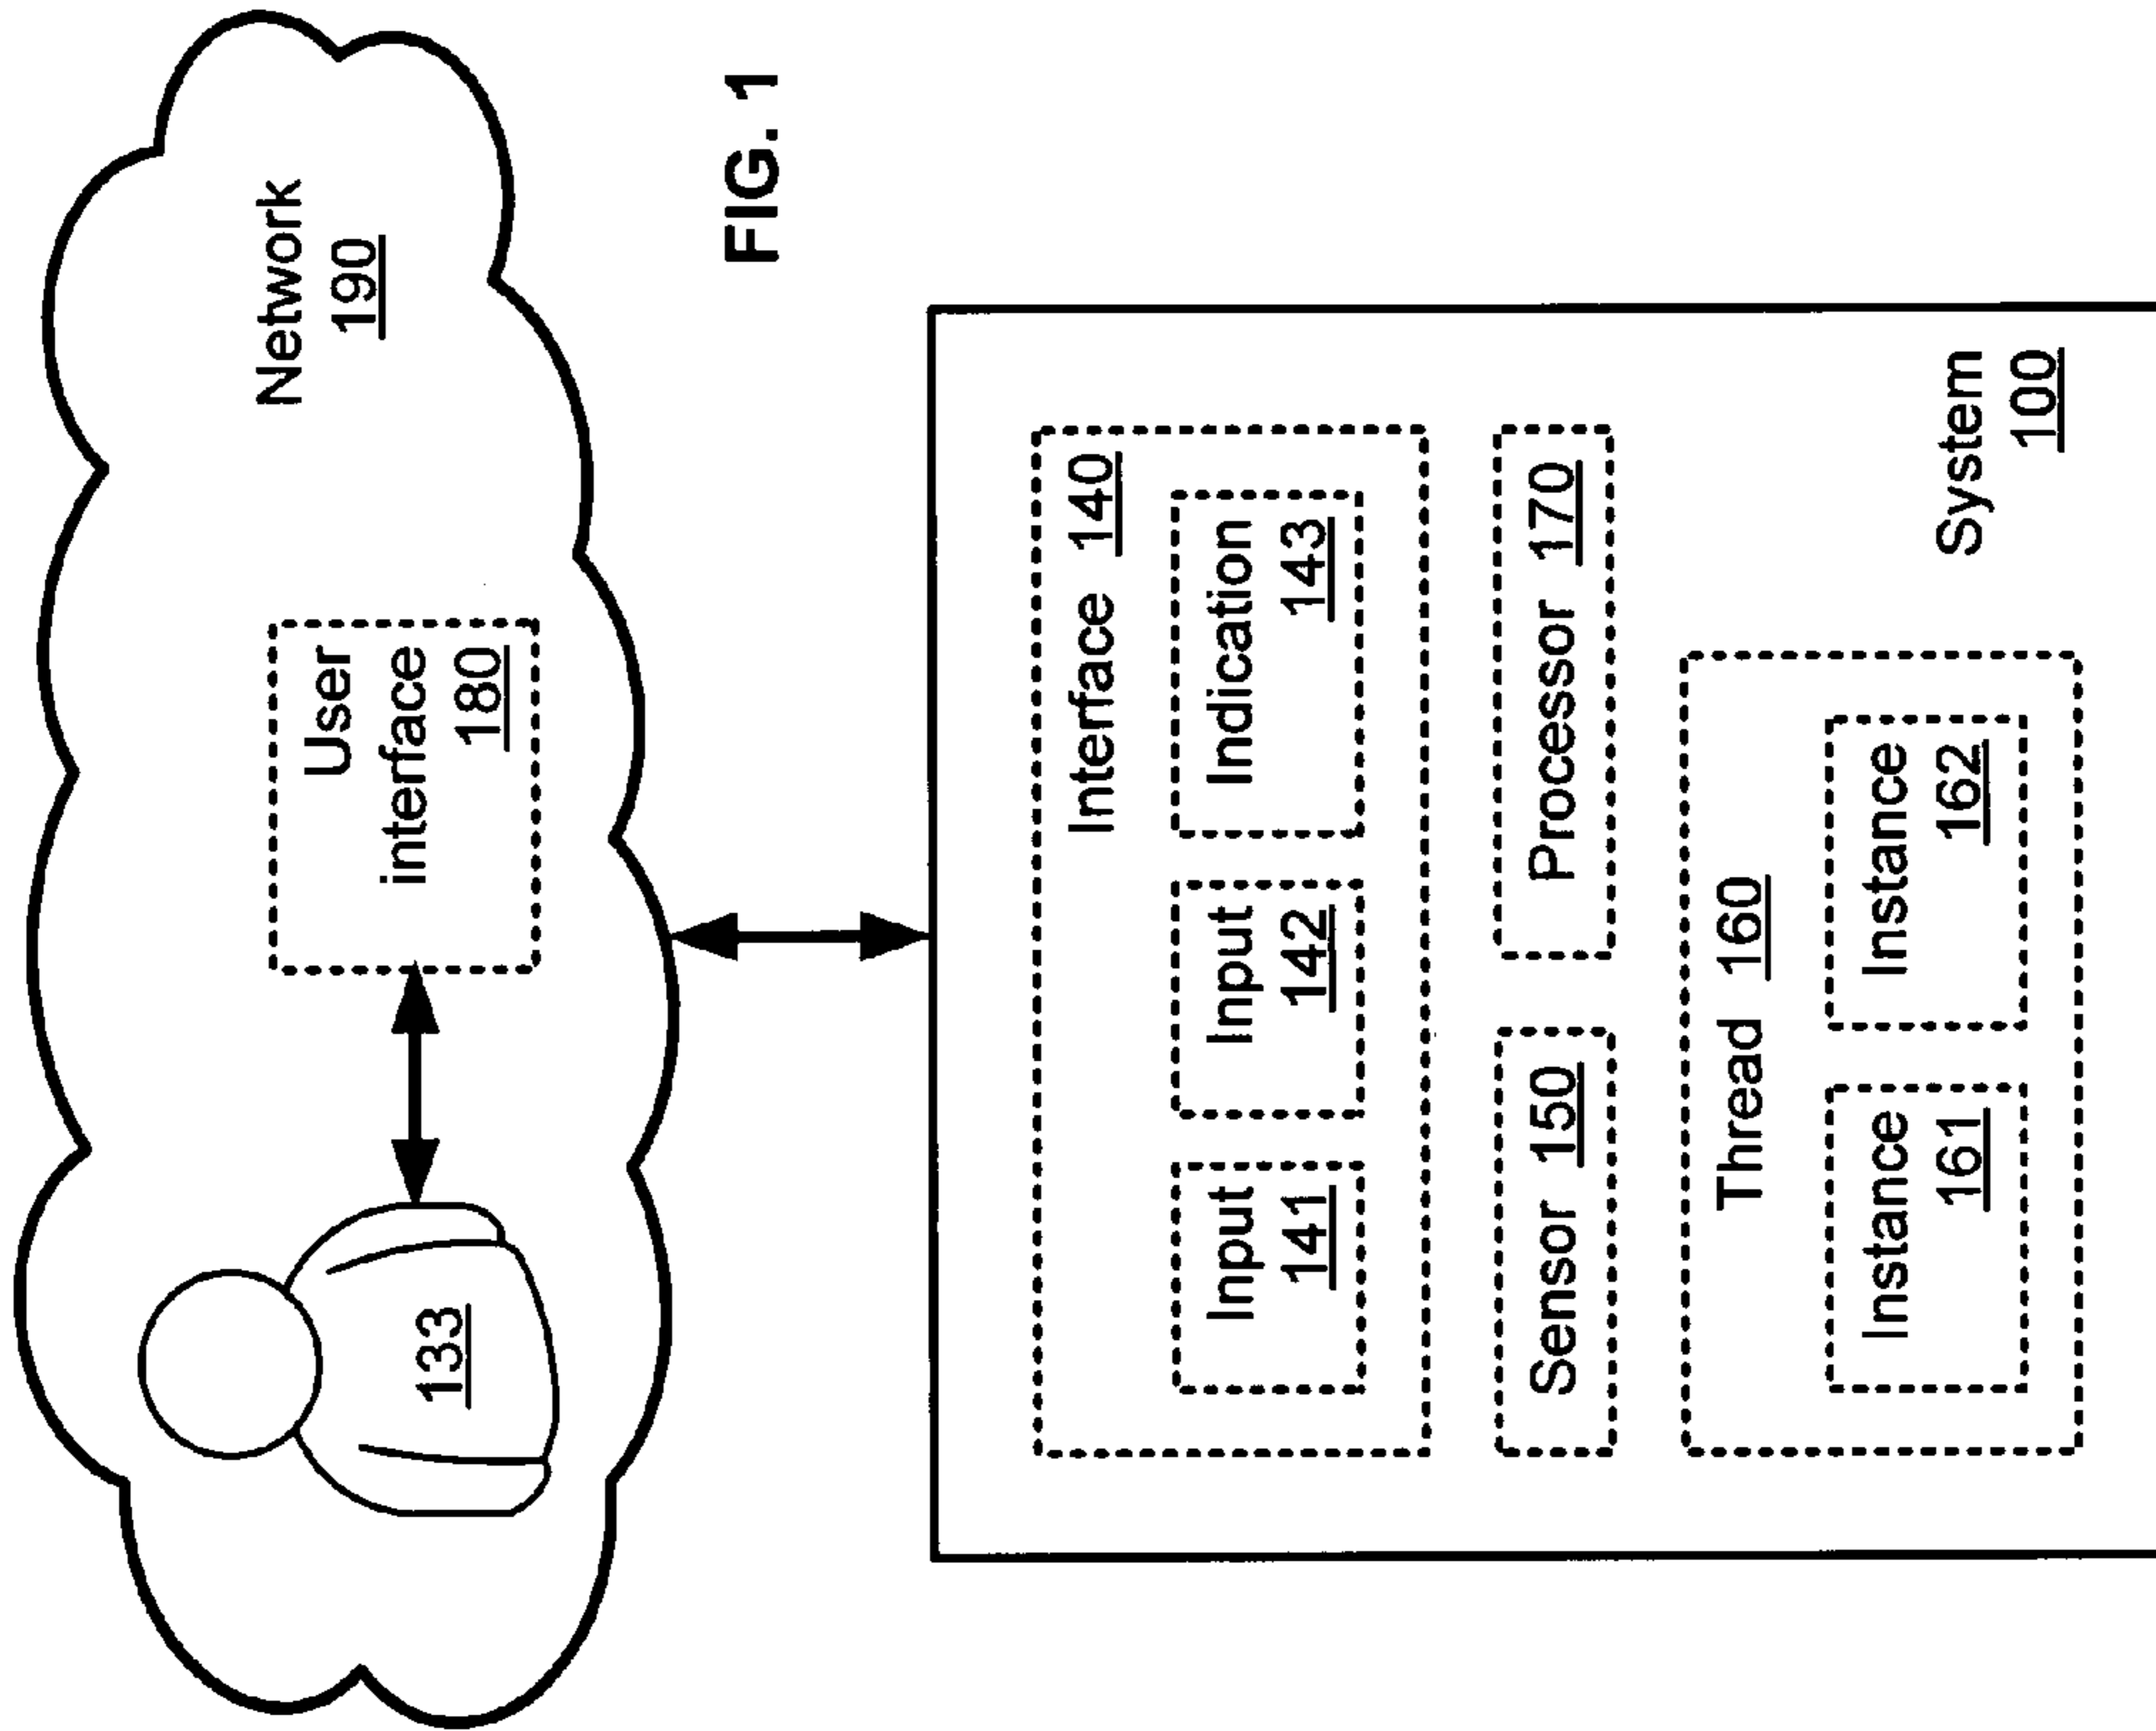 Network
190
User
interface
180
133
FIG. 1
Interface 140
Input
141
Input
142
Indication
143
Sensor 150
Processor 170
Thread 160
Instance
161
Instance
162
System
100